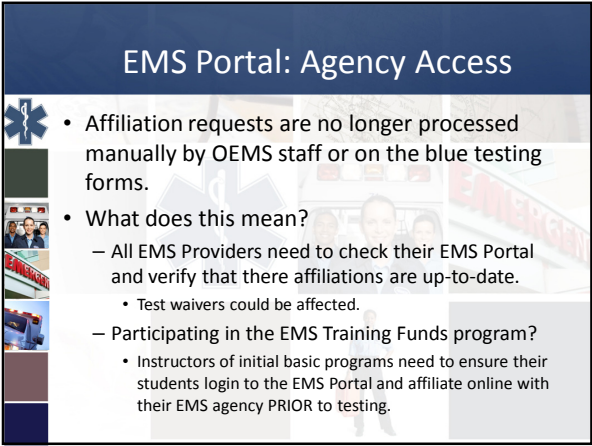 EMS Portal: Agency Access
• Affiliation requests are no longer processed
manually by OEMS staff or on the blue testing
forms.
• What does this mean?
– All EMS Providers need to check their EMS Portal
and verify that there affiliations are up-to-date.
• Test waivers could be affected.
– Participating in the EMS Training Funds program?
• Instructors of initial basic programs need to ensure their
students login to the EMS Portal and affiliate online with
their EMS agency PRIOR to testing.
EMERGEN